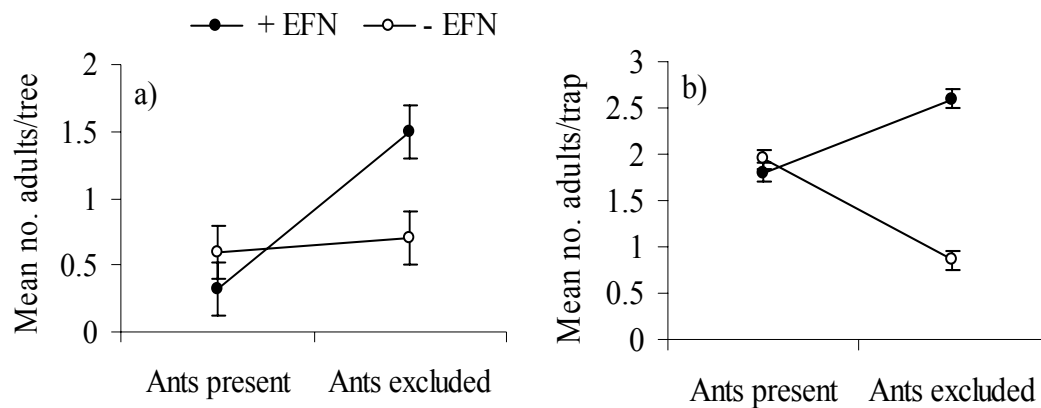 + EFN - EFN
a)
Mean no. adults/tree
2
1.5
1
0.5
0
Ants present Ants excluded
b)
Mean no. adults/trap
3
2.5
2
1.5
1
0.5
0
Ants present Ants excluded